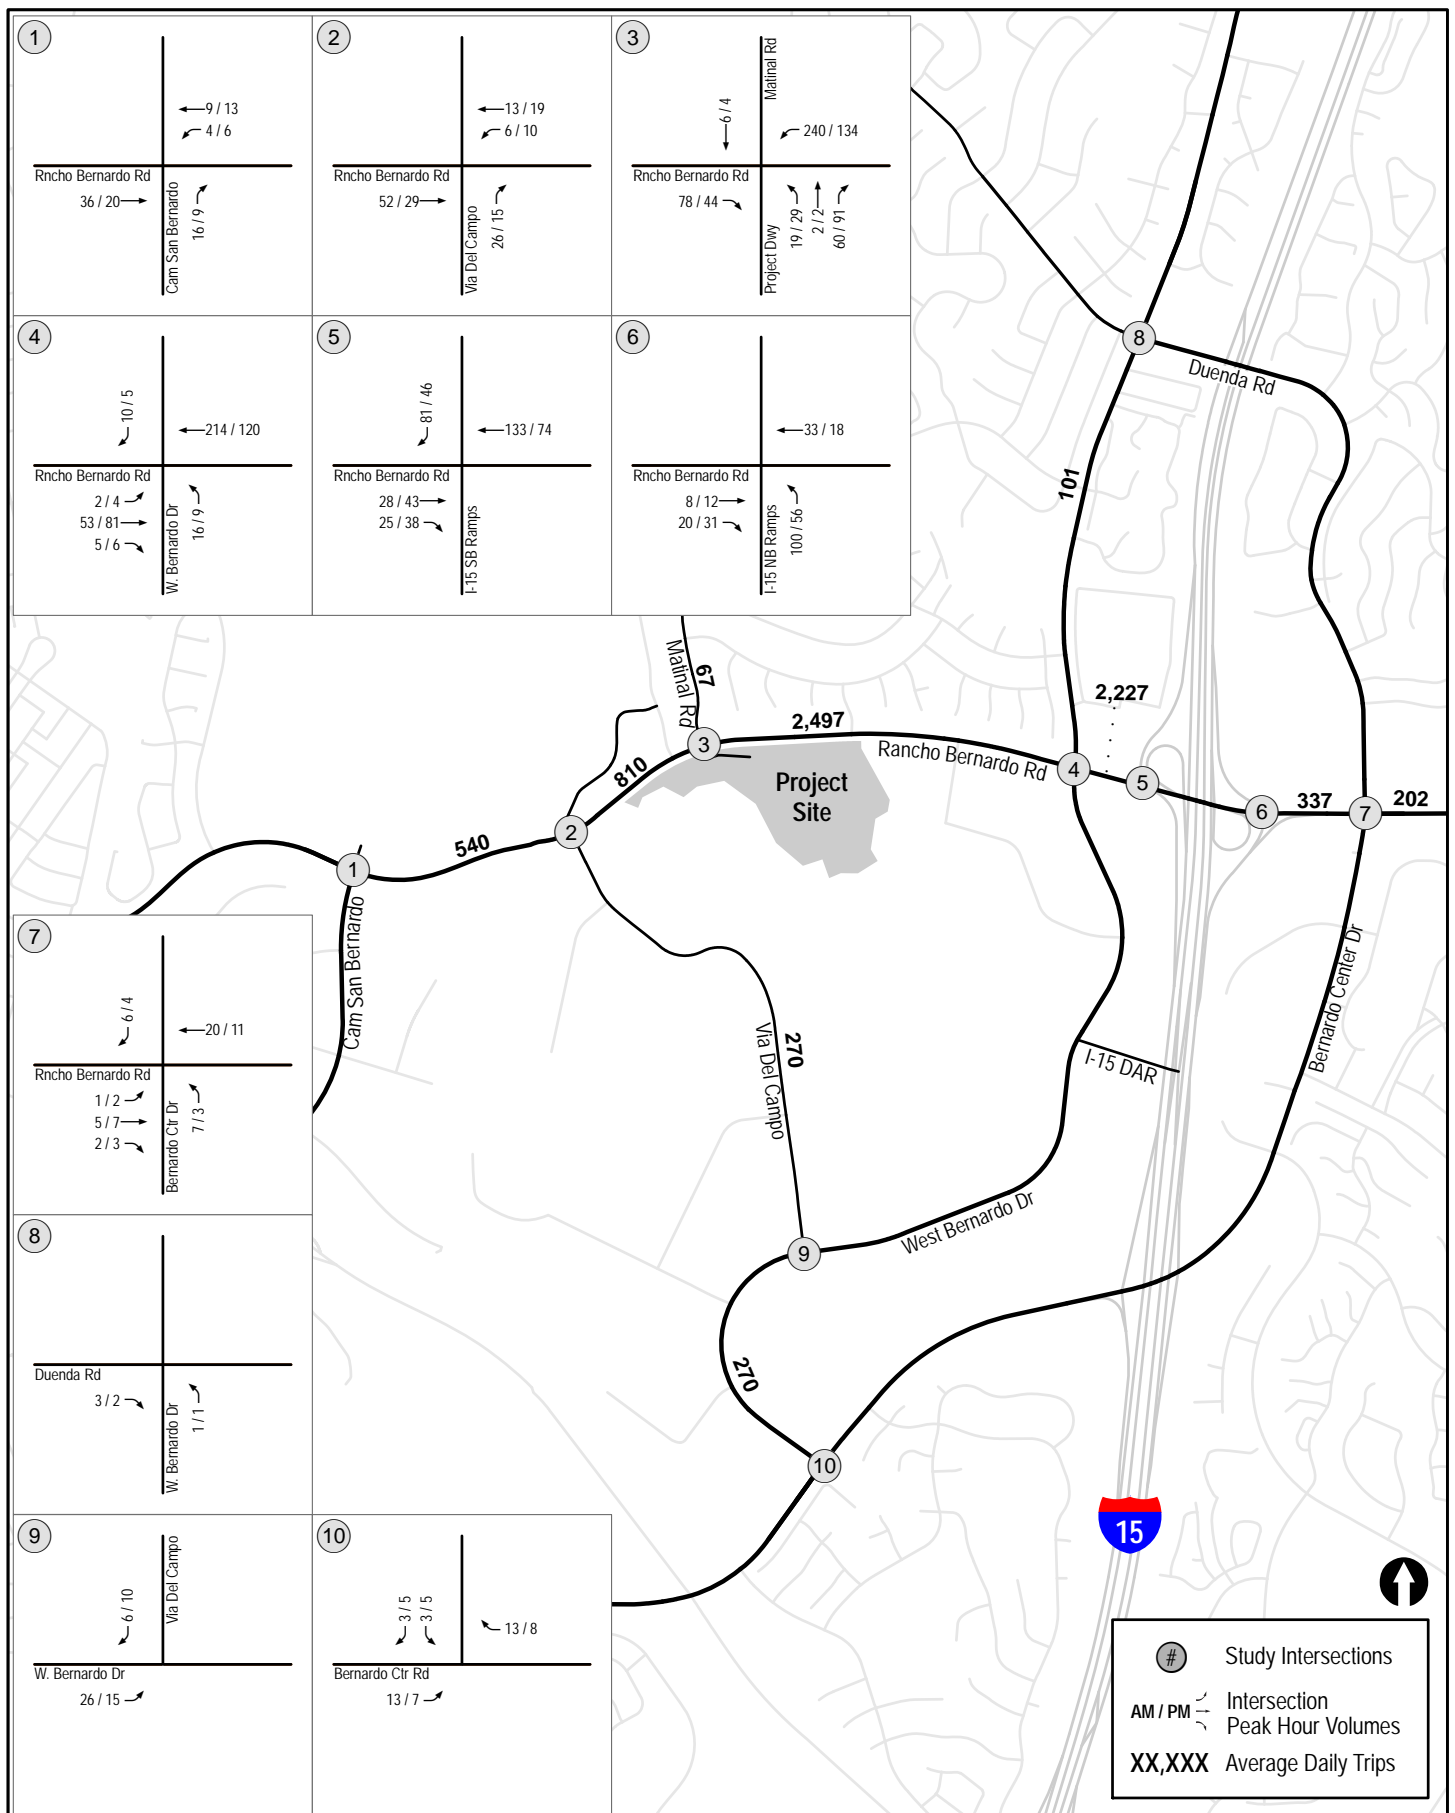 1
9 / 13
4 / 6
Rncho Bernardo Rd
36 / 20
16 / 9
Cam San Bernardo
2
13 / 19
6 / 10
Rncho Bernardo Rd
52 / 29
26 / 15
Via Del Campo
3
Matinal Rd
6 / 4
240 / 134
Rncho Bernardo Rd
78 / 44
Project Dwy
19 / 29
2 / 2
60 / 91
4
10 / 5
214 / 120
Rncho Bernardo Rd
2 / 4
53 / 81
5 / 6
W. Bernardo Dr
16 / 9
5
81 / 46
133 / 74
Rncho Bernardo Rd
28 / 43
25 / 38
I-15 SB Ramps
6
33 / 18
Rncho Bernardo Rd
8 / 12
20 / 31
I-15 NB Ramps
100 / 56
8
Duenda Rd
101
Matinal Rd
67
2,227
3
2,497
Rancho Bernardo Rd
4
5
6
337
7
202
810
Project
Site
2
540
1
Cam San Bernardo
Via Del Campo
270
I-15 DAR
Bernardo Center Dr
West Bernardo Dr
9
270
10
15
7
6 / 4
20 / 11
Rncho Bernardo Rd
1 / 2
5 / 7
2 / 3
Bernardo Ctr Dr
7 / 3
8
Duenda Rd
3 / 2
W. Bernardo Dr
1 / 1
9
Via Del Campo
6 / 10
W. Bernardo Dr
26 / 15
10
3 / 5
3 / 5
13 / 8
Bernardo Ctr Rd
13 / 7
# Study Intersections
AM / PM Intersection
Peak Hour Volumes
XX,XXX Average Daily Trips